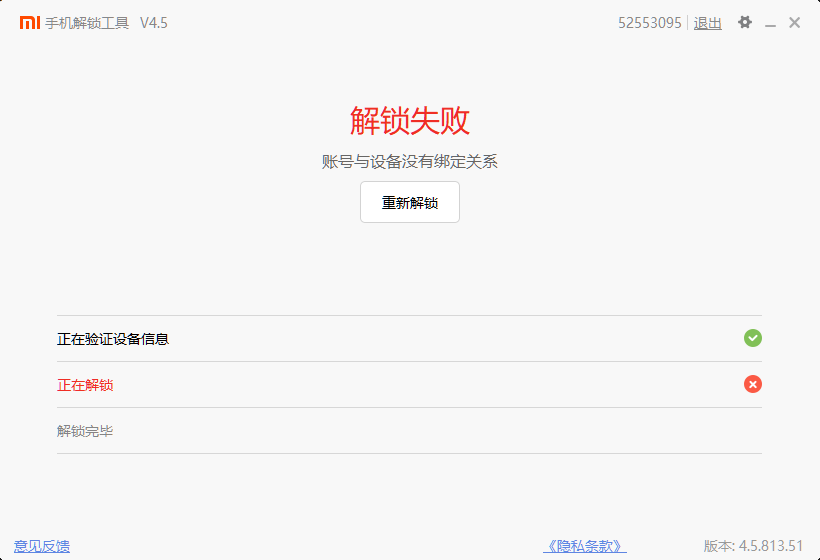 手机解锁工具 V4.5
52553095 退出
解锁失败
账号与设备没有绑定关系
重新解锁
正在验证设备信息
正在解锁
解锁完毕
意见反馈
《隐私条款》
版本: 4.5.813.51